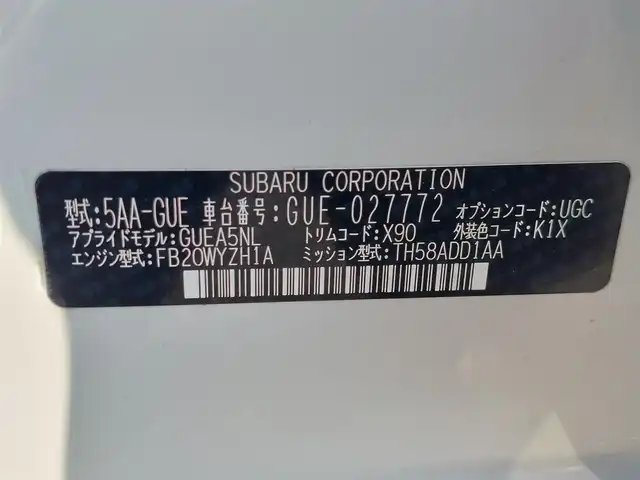 SUBARU CORPORATION
型式:5AA-GUE 車台番号:GUE-027772 オプションコード:UGC
アプライドモデル:GUEA5NL トリムコード:X90 外装色コード:K1X
エンジン型式:FB20WYZH1A ミッション型式:TH58ADD1AA